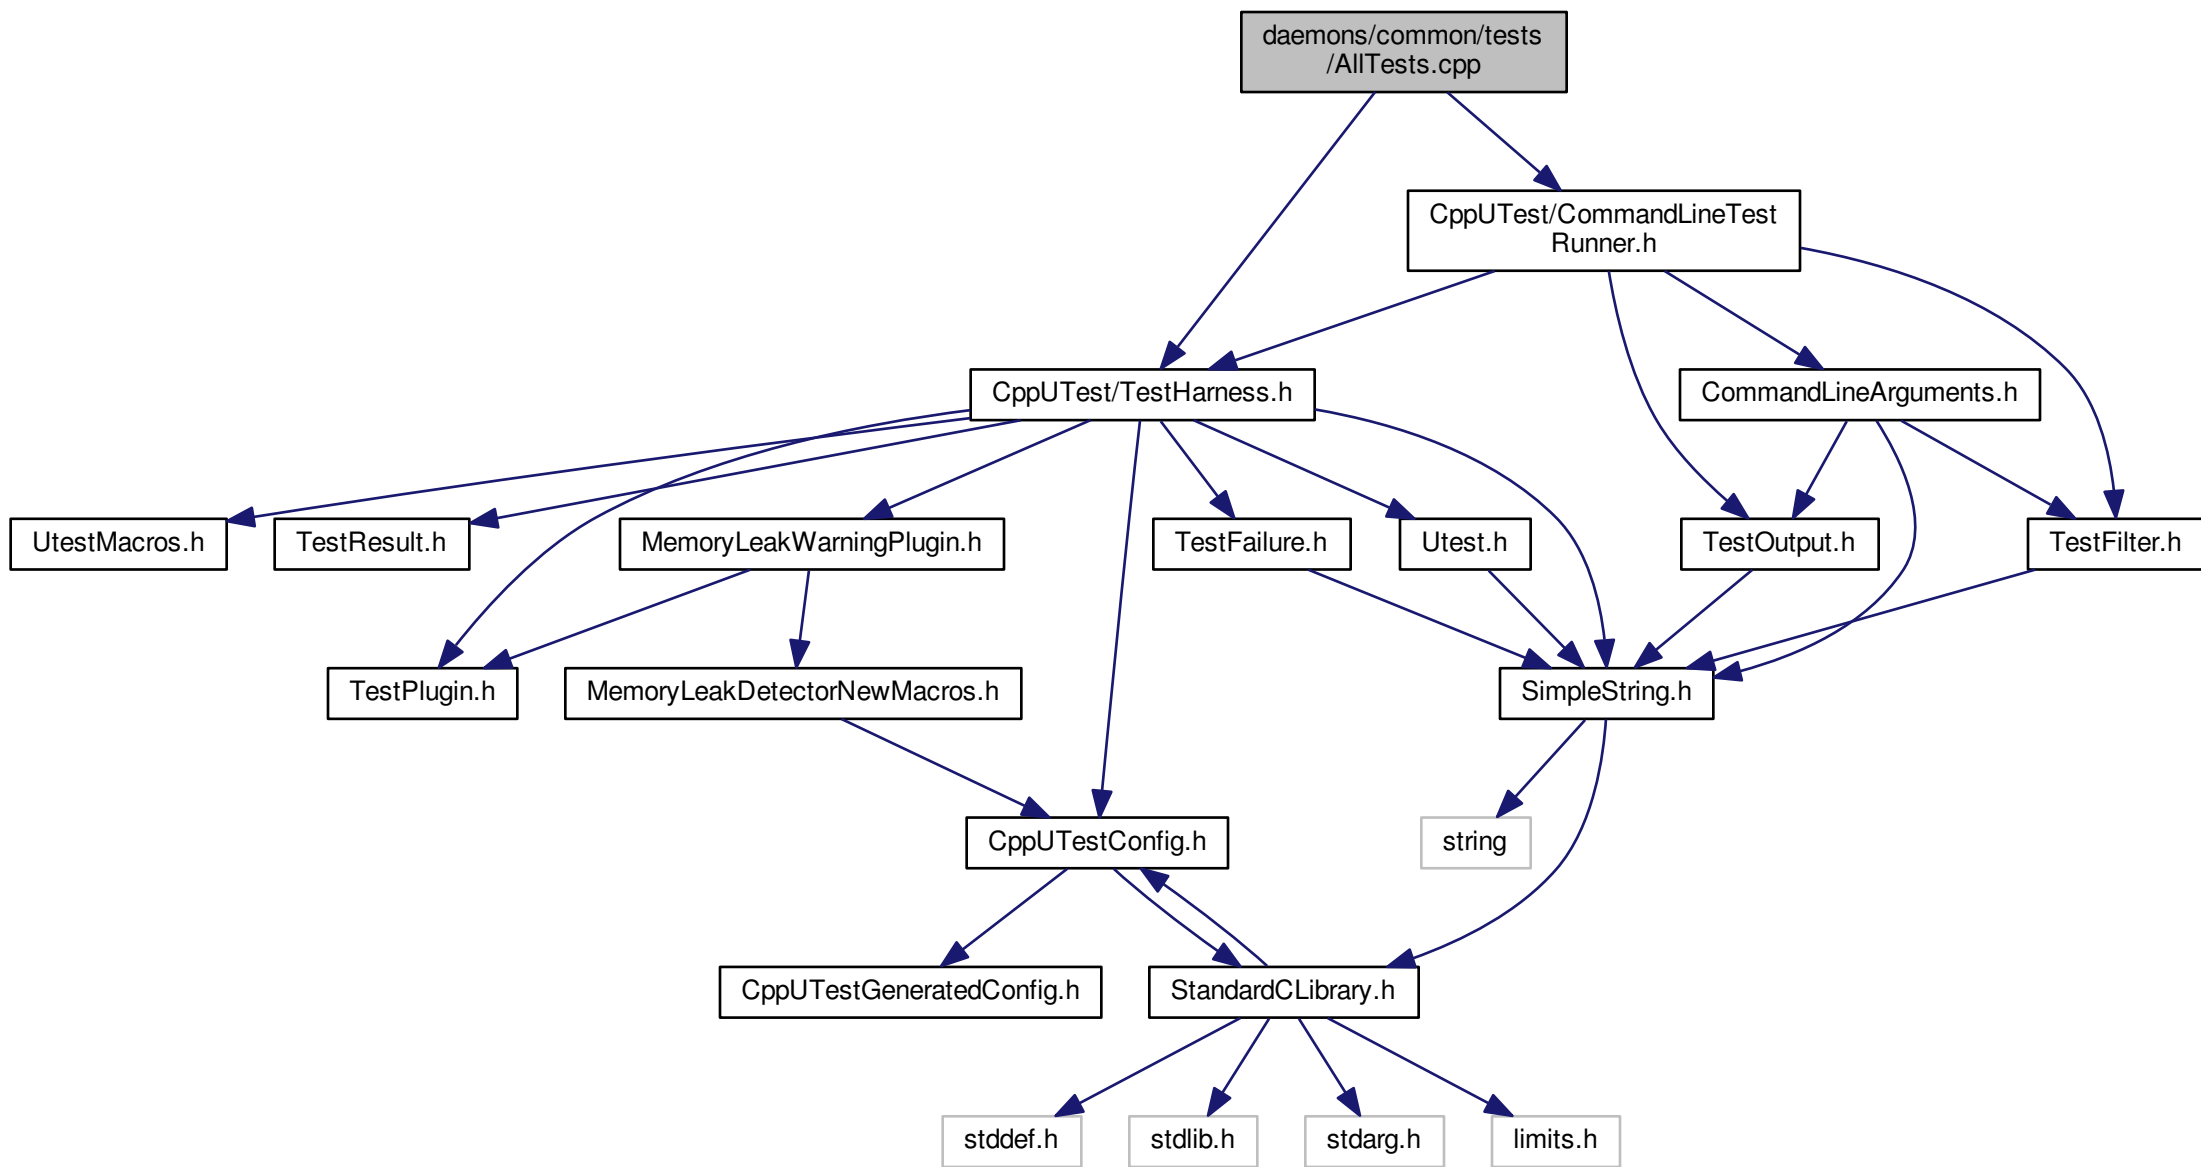 daemons/common/tests
/AllTests.cpp
CppUTest/CommandLineTest
Runner.h
CppUTest/TestHarness.h
CommandLineArguments.h
UtestMacros.h
TestResult.h
MemoryLeakWarningPlugin.h
TestFailure.h
Utest.h
TestOutput.h
TestFilter.h
TestPlugin.h
MemoryLeakDetectorNewMacros.h
SimpleString.h
CppUTestConfig.h
string
CppUTestGeneratedConfig.h
StandardCLibrary.h
stddef.h
stdlib.h
stdarg.h
limits.h